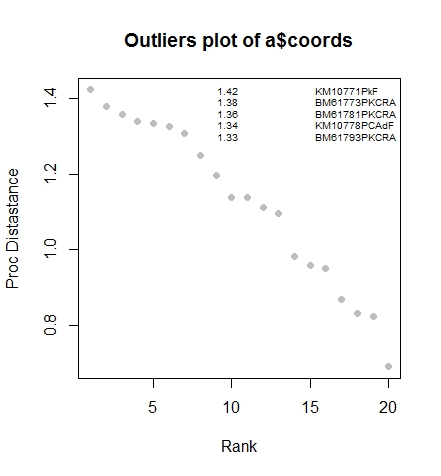 Outliers plot of a$coords
1.42 KM10771PkF
1.38 BM61773PKCRA
1.36 BM61781PKCRA
1.34 KM10778PCAdF
1.33 BM61793PKCRA
Proc Distastance
1.4
1.2
1.0
0.8
5 10 15 20
Rank